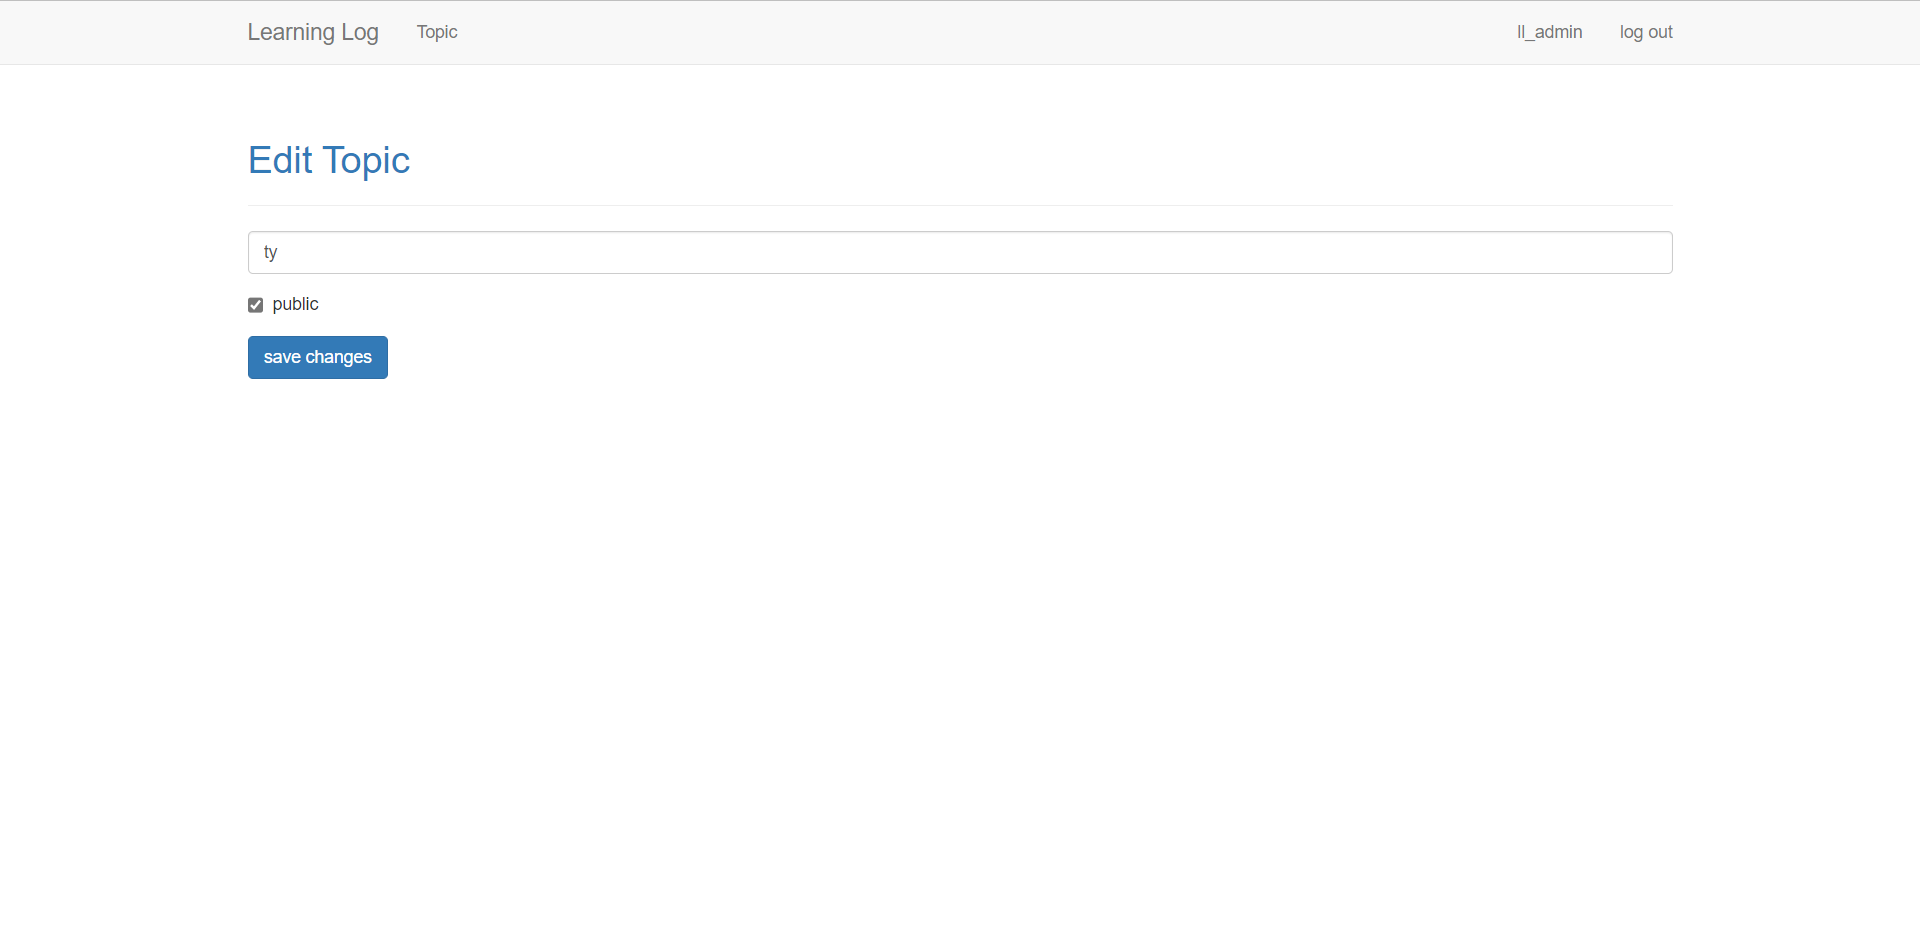 Learning Log Topic ll_admin log out
Edit Topic
ty
public
save changes